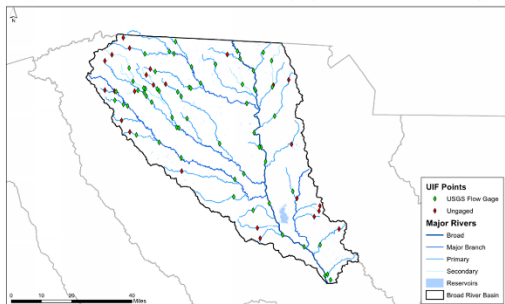 0
20
40
Miles
UIF Points
USGS Flow Gage
Ungaged
Major Rivers
Broad
Major Branch
Primary
Secondary
Reservoirs
Broad River Basin